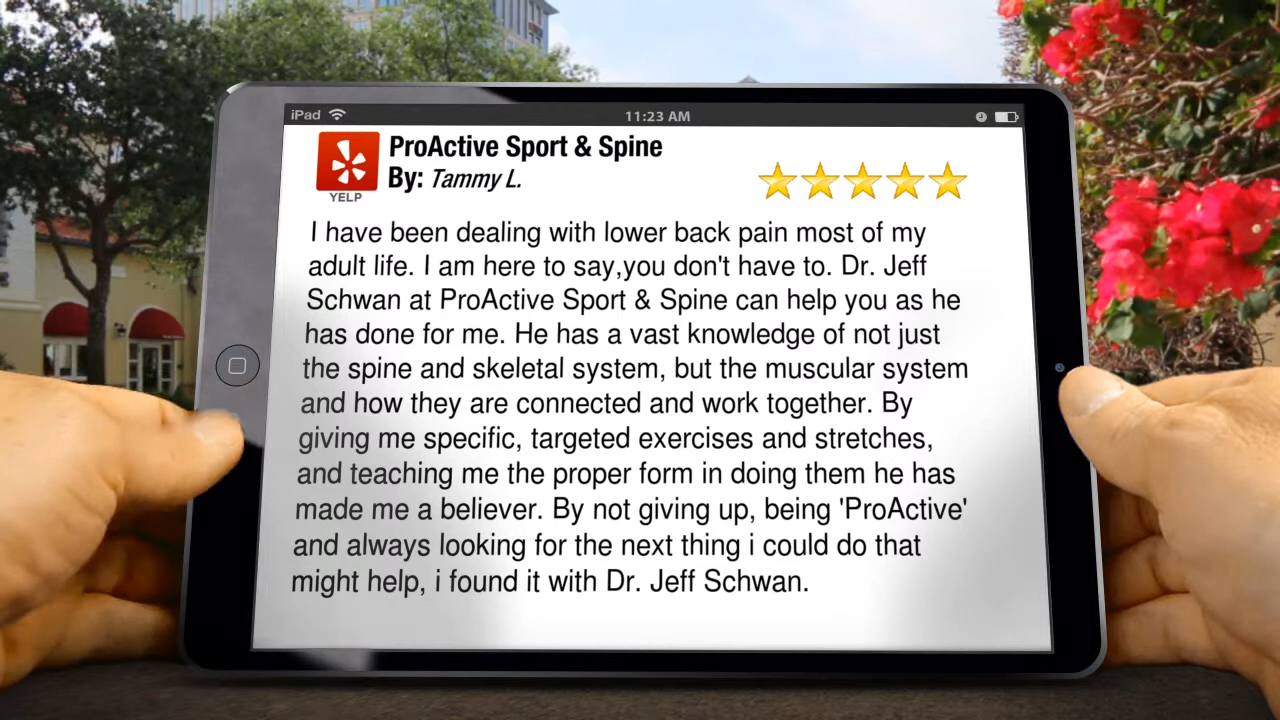 iPad 11:23 AM
ProActive Sport & Spine
By: Tammy L.
YELP
I have been dealing with lower back pain most of my
adult life. I am here to say,you don't have to. Dr. Jeff
Schwan at ProActive Sport & Spine can help you as he
has done for me. He has a vast knowledge of not just
the spine and skeletal system, but the muscular system
and how they are connected and work together. By
giving me specific, targeted exercises and stretches,
and teaching me the proper form in doing them he has
made me a believer. By not giving up, being 'ProActive'
and always looking for the next thing i could do that
might help, i found it with Dr. Jeff Schwan.